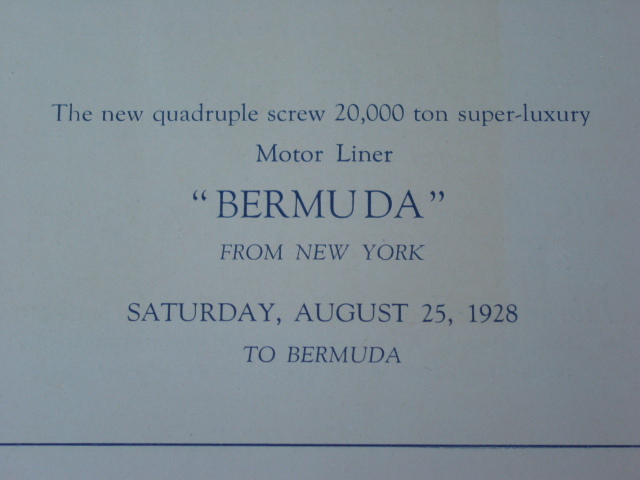 The new quadruple screw 20,000 ton super-luxury
Motor Liner
“BERMUDA”
FROM NEW YORK
SATURDAY, AUGUST 25, 1928
TO BERMUDA